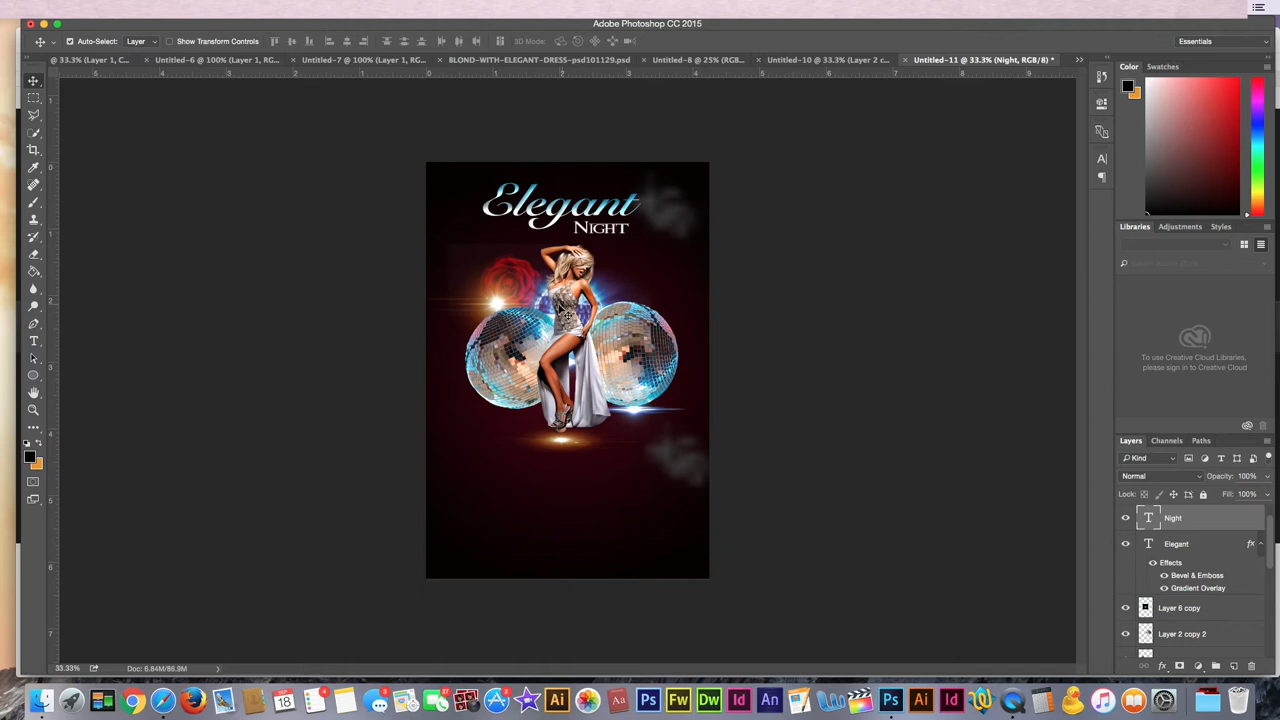 Adobe Photoshop CC 2015
Auto-Select: Layer Show Transform Controls 3D Mode: Essentials
@ 33.3% (Layer 1, C... Untitled-6 @ 100% (Layer 1, RG... Untitled-7 @ 100% (Layer 1, RG... BLOND-WITH-ELEGANT-DRESS-psd101129.psd Untitled-8 @ 25% (RGB... Untitled-10 @ 33.3% (Layer 2 c... Untitled-11 @ 33.3% (Night, RGB/8) *
Color Swatches
Elegant
Night
Libraries Adjustments Styles
To use Creative Cloud Libraries,
please sign in to Creative Cloud
Layers Channels Paths
Kind
Normal Opacity: 100%
Lock: Fill: 100%
Night
Elegant fx
Effects
Bevel & Emboss
Gradient Overlay
Layer 6 copy
Layer 2 copy 2
33.33% Doc: 6.84M/86.9M